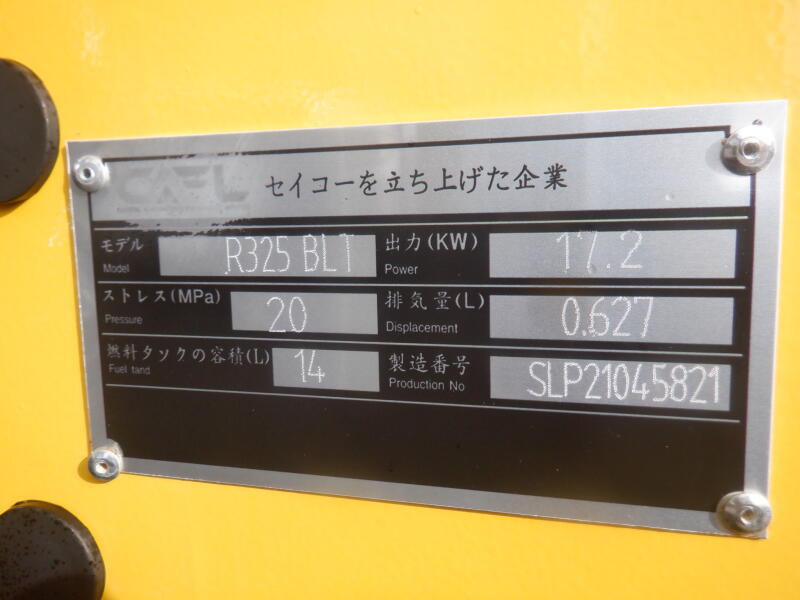 セイコーを立ち上げた企業
モデル R325 BLT 出力(KW) 17.2
Model Power
ストレス(MPa) 20 排気量(L) 0.627
Pressure Displacement
燃料タソクの容積(L) 14 製造番号 SLP21045821
Fuel tand Production No